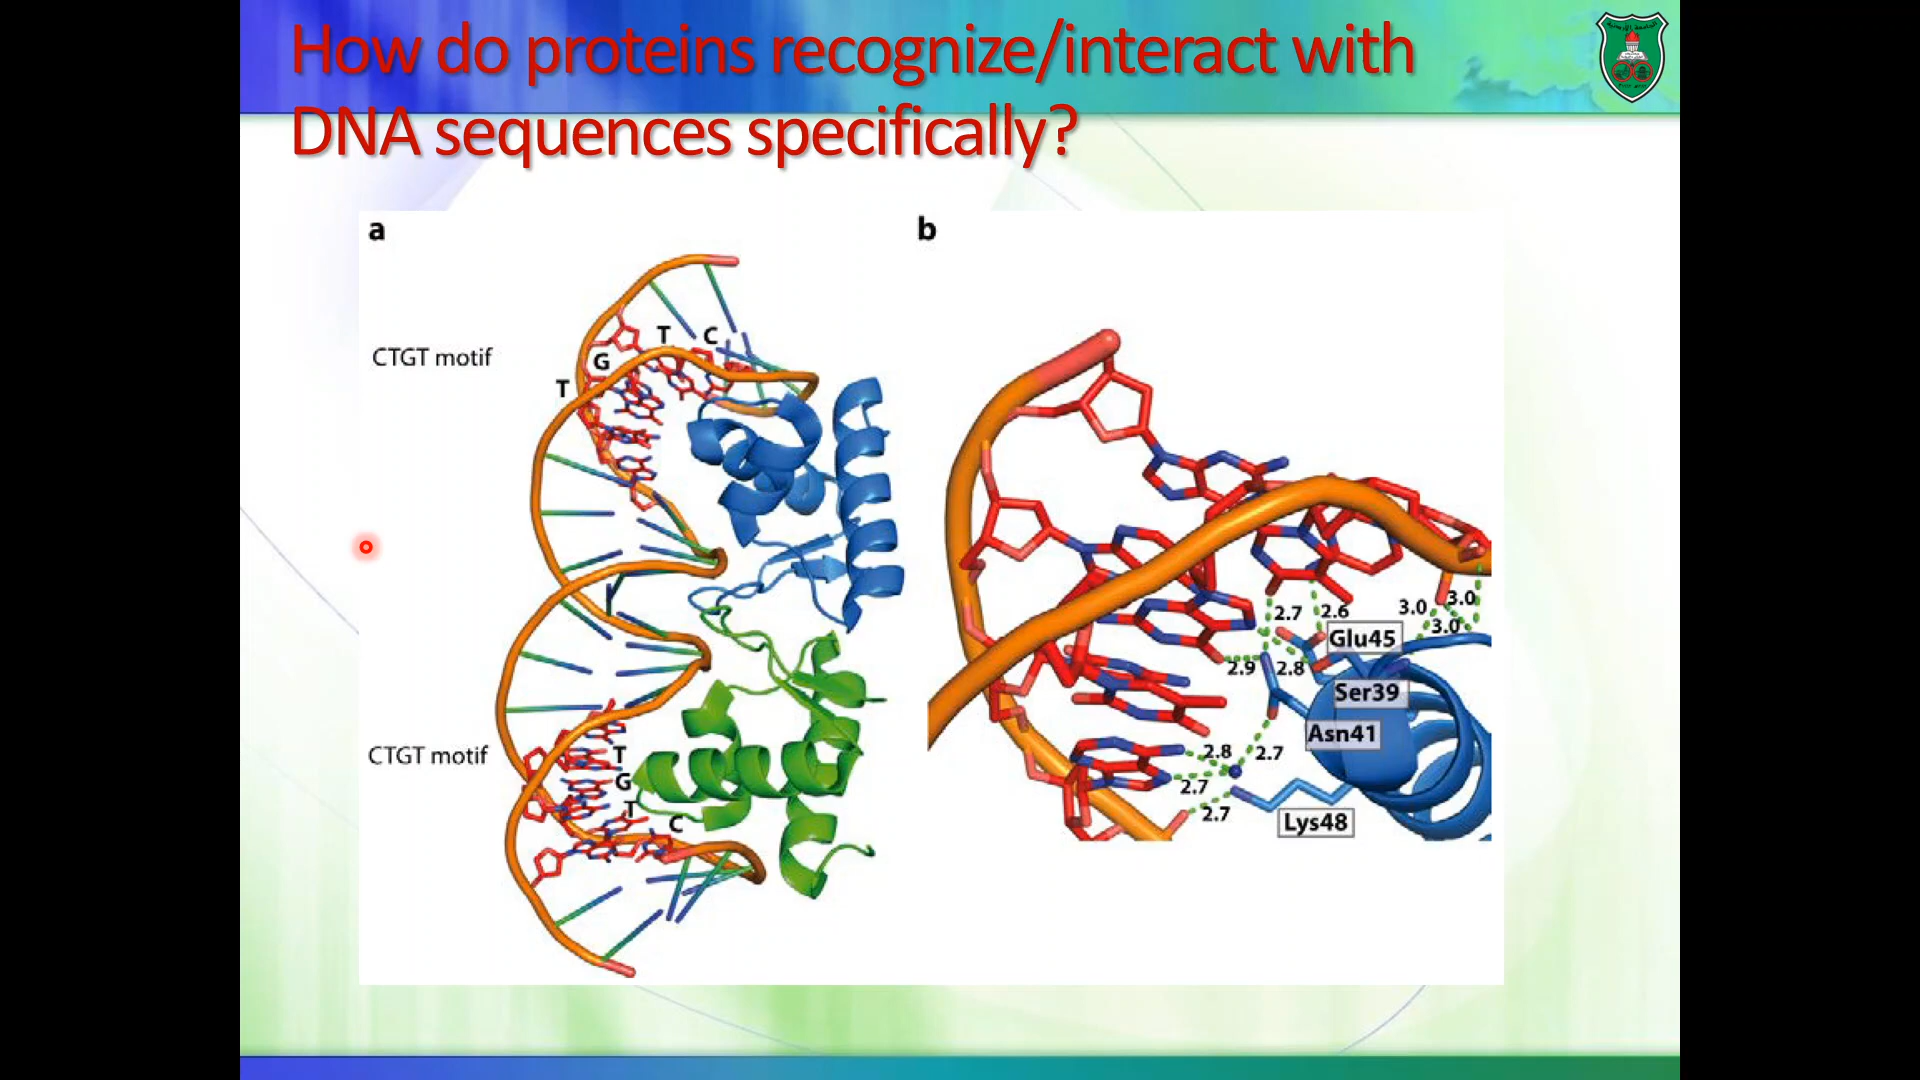 How do proteins recognize/interact with
DNA sequences specifically?
a
CTGT motif
T
C
G
T
CTGT motif
T
G
T
C
b
2.7
2.6
3.0
3.0
3.0
Glu45
2.9
2.8
Ser39
Asn41
2.8
2.7
2.7
2.7
Lys48